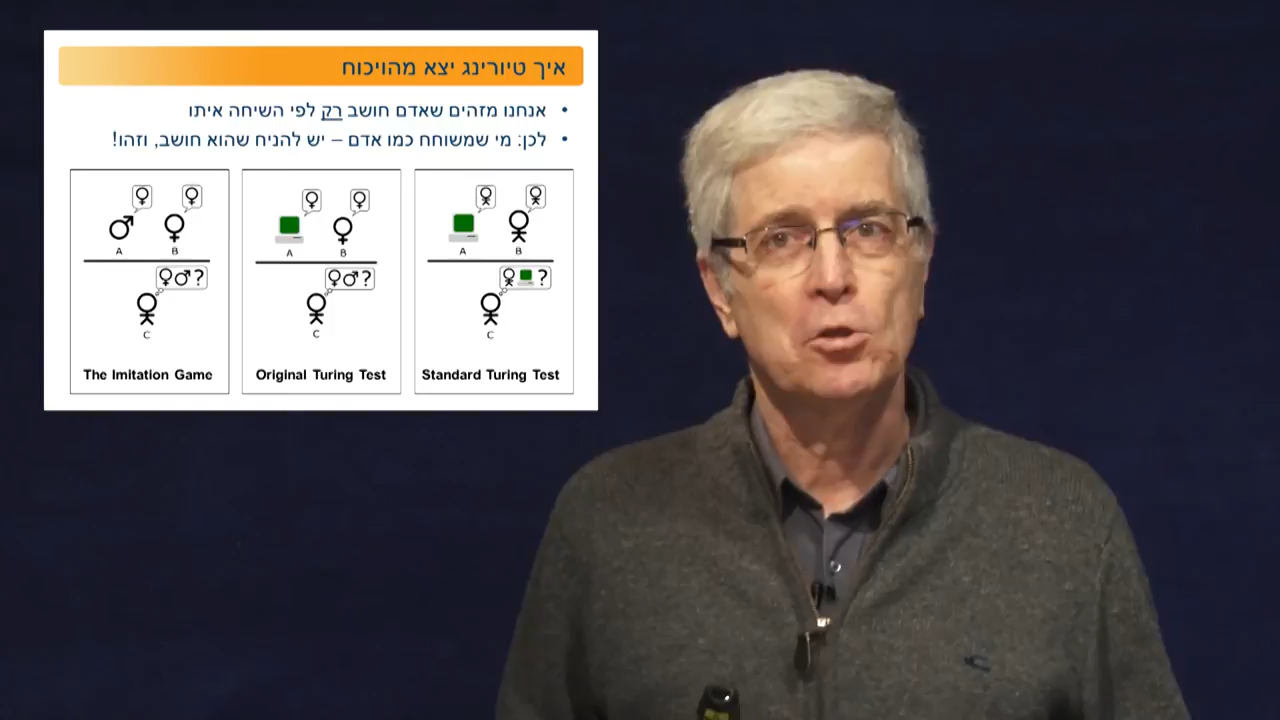 איך טיורינג יצא מהויכוח
• אנחנו מזהים שאדם חושב רק לפי השיחה איתו
• לכן: מי שמשוחח כמו אדם – יש להניח שהוא חושב, וזהו!
♀ ♀
♂ ♀
A B
♀♂?
C
The Imitation Game
♀ ♀
♀
A B
♀♂?
C
Original Turing Test
A B
?
C
Standard Turing Test